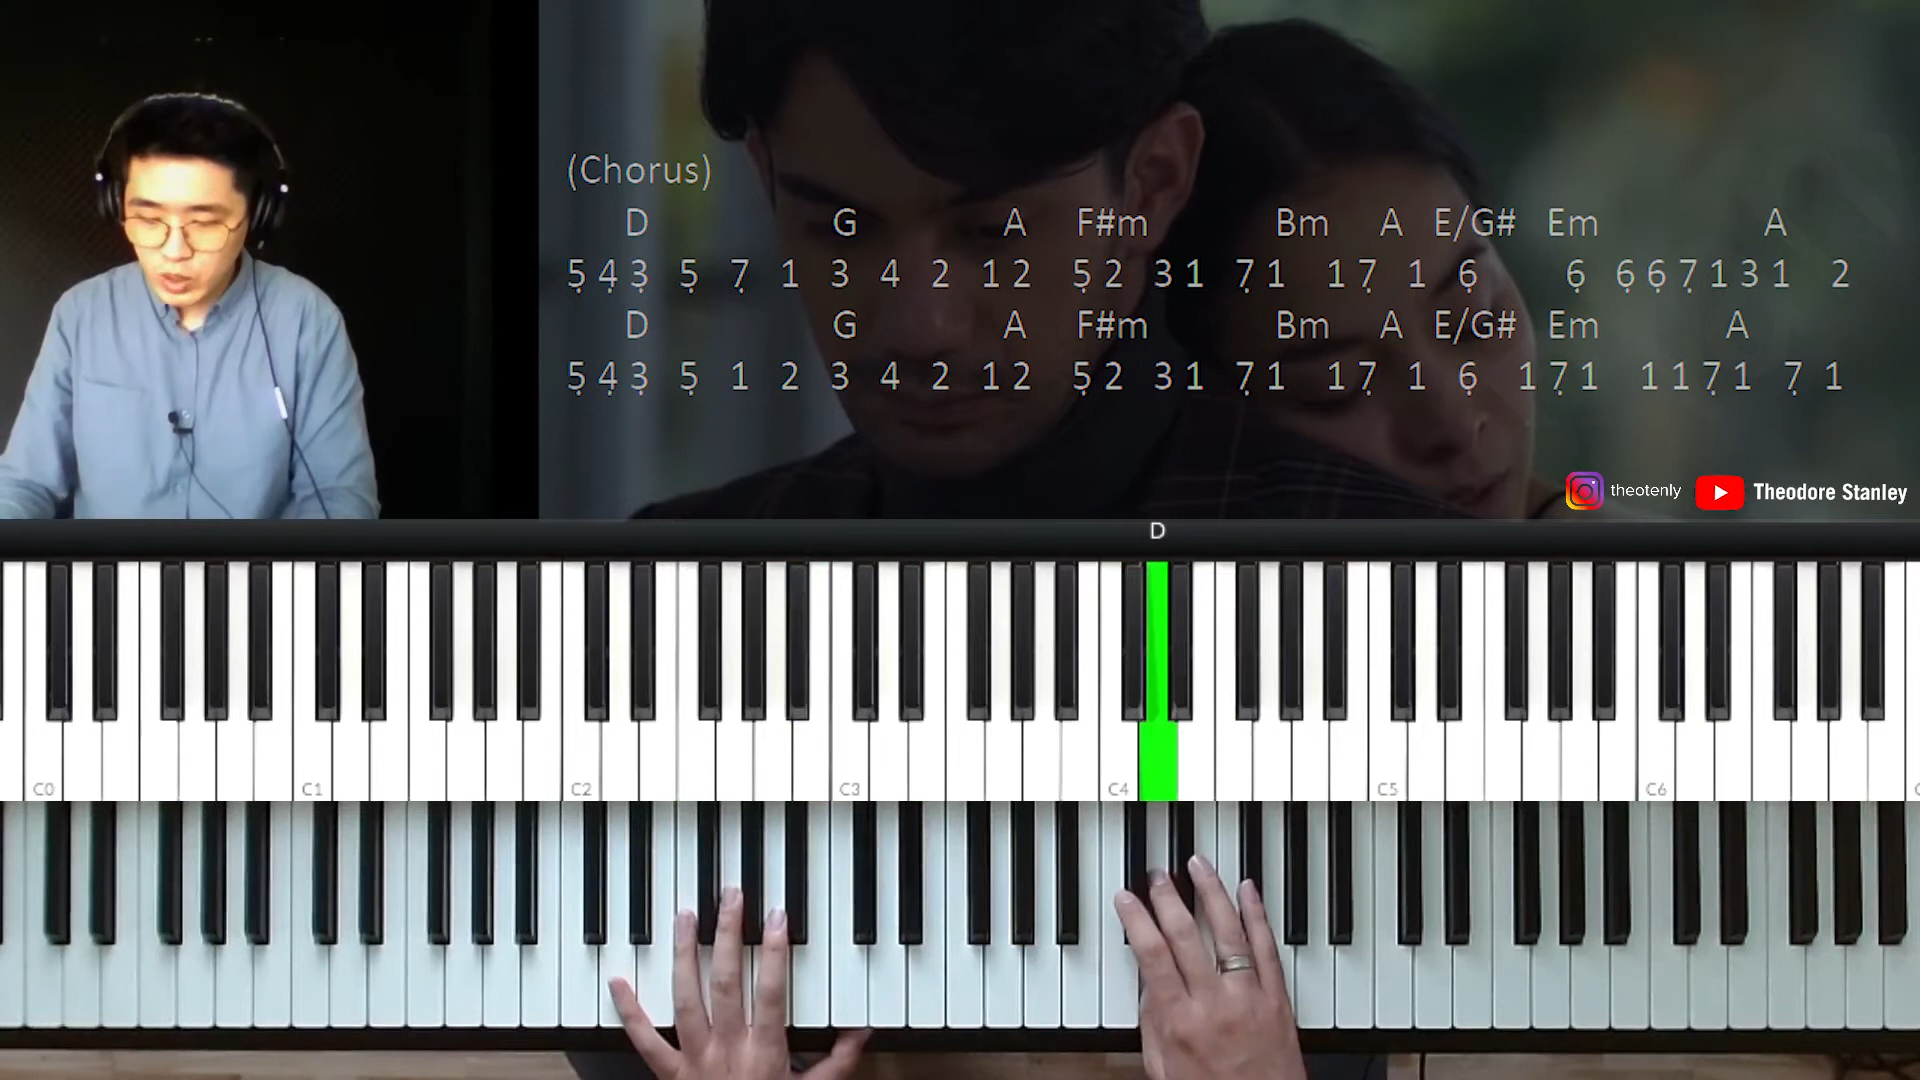 (Chorus)
D G A F#m Bm A E/G# Em A
5̣ 4̣ 3̣ 5̣ 7̣ 1 3 4 2 1 2 5̣ 2 3 1 7̣ 1 1 7̣ 1 6̣ 6̣ 6̣ 6̣ 7̣ 1 3 1 2
D G A F#m Bm A E/G# Em A
5̣ 4̣ 3̣ 5̣ 1 2 3 4 2 1 2 5̣ 2 3 1 7̣ 1 1 7̣ 1 6̣ 1 7̣ 1 1 1 7̣ 1 7̣ 1
theotenly Theodore Stanley
D
C0 C1 C2 C3 C4 C5 C6